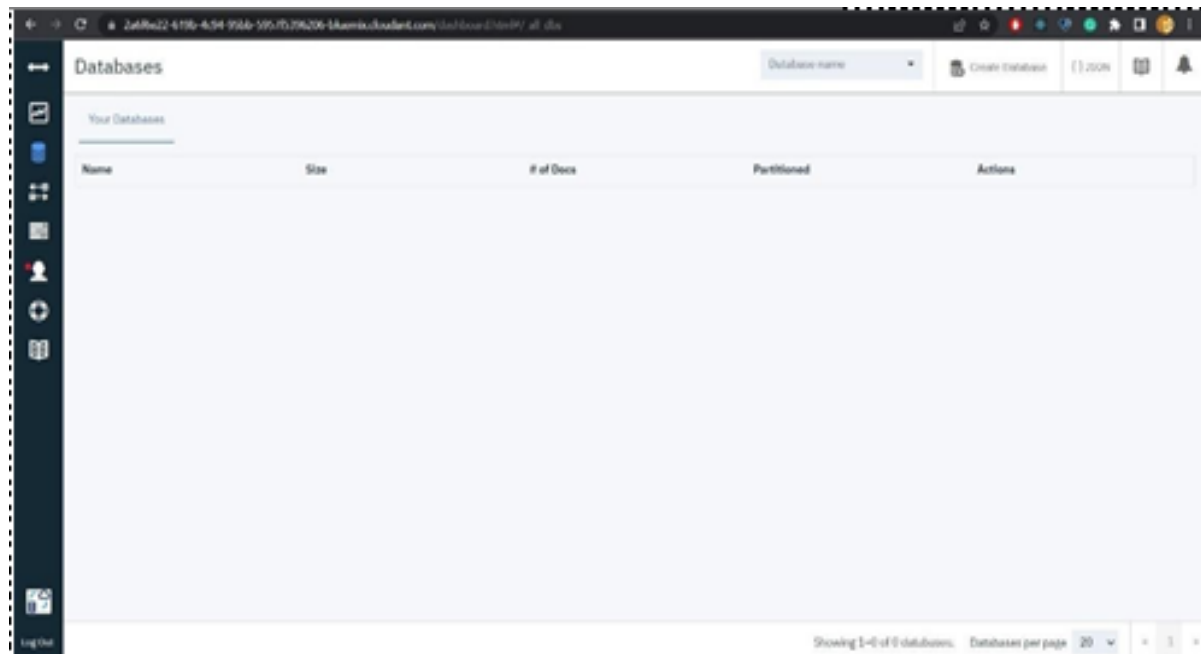 Databases
Database name
Create Database
{ } JSON
Your Databases
Name Size # of Docs Partitioned Actions
Log Out
Showing 1–0 of 0 databases. Databases per page 20
1